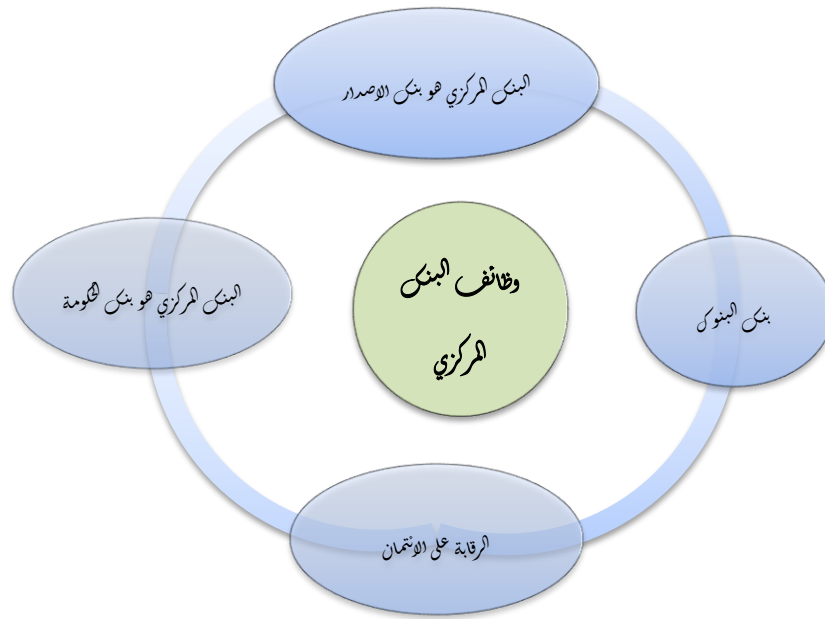 البنك المركزي هو بنك الاصدار
وظائف البنك
المركزي
بنك البنوك
البنك المركزي هو بنك الحكومة
الرقابة على الائتمان